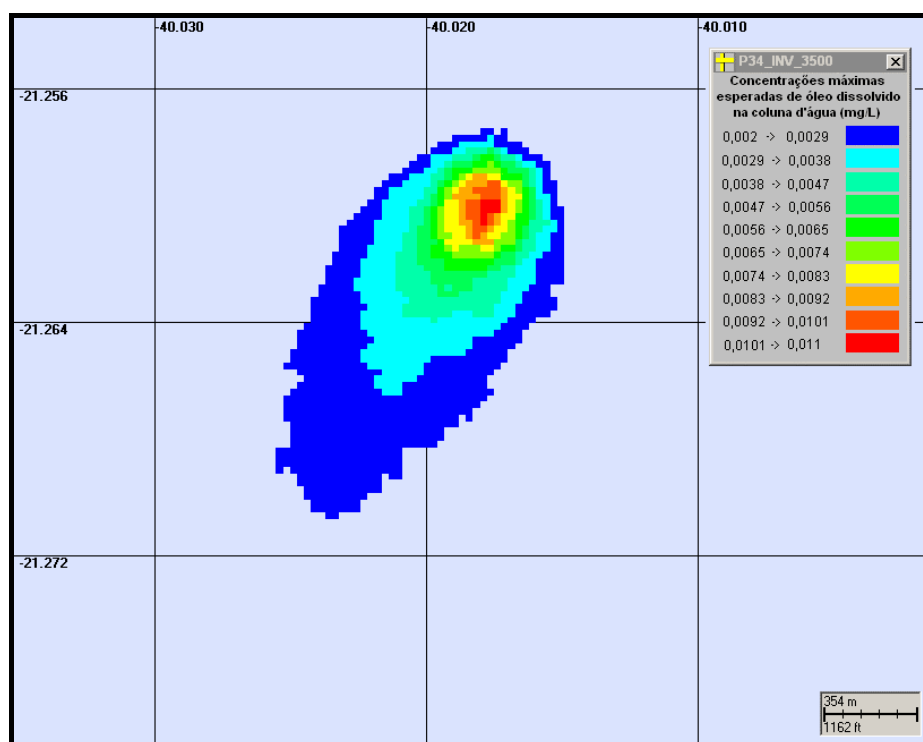 -40.030
-40.020
-40.010
-21.256
-21.264
-21.272
P34_INV_3500
Concentrações máximas
esperadas de óleo dissolvido
na coluna d'água (mg/L)
0,002 -> 0,0029
0,0029 -> 0,0038
0,0038 -> 0,0047
0,0047 -> 0,0056
0,0056 -> 0,0065
0,0065 -> 0,0074
0,0074 -> 0,0083
0,0083 -> 0,0092
0,0092 -> 0,0101
0,0101 -> 0,011
354 m
1162 ft